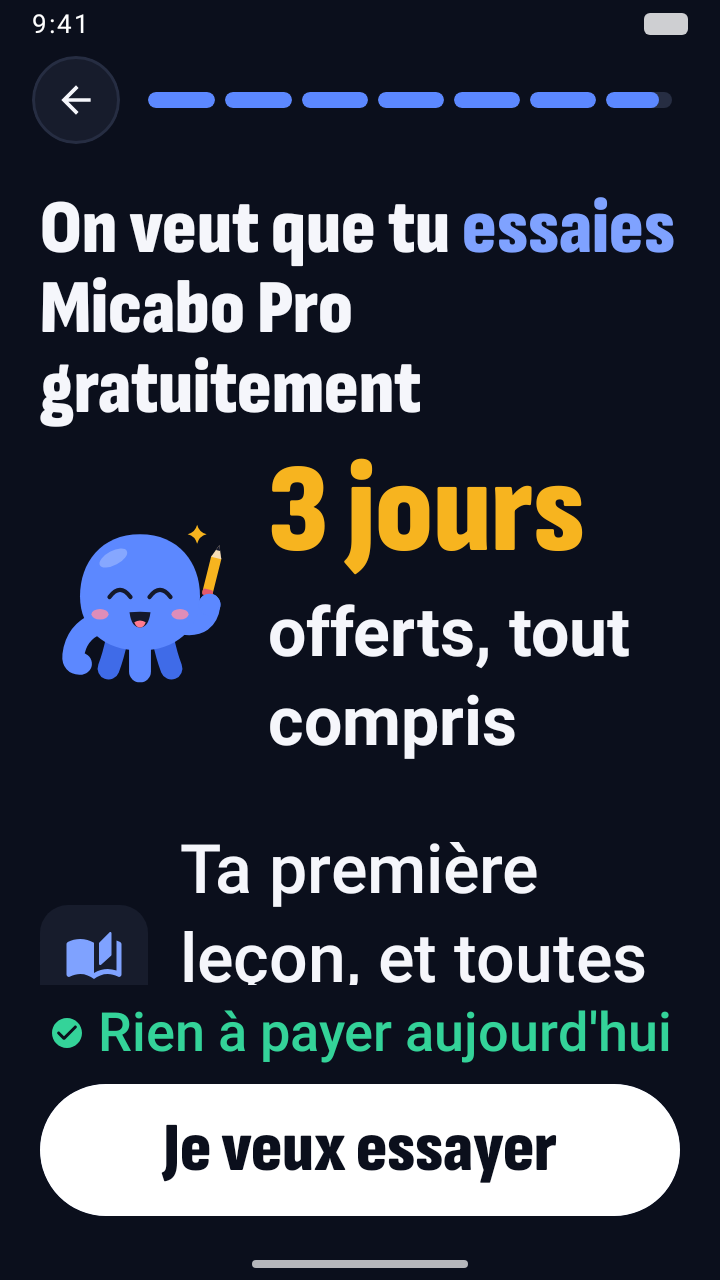 9:41
On veut que tu essaies
Micabo Pro
gratuitement
3 jours
offerts, tout
compris
Ta première
leçon, et toutes
Rien à payer aujourd'hui
Je veux essayer